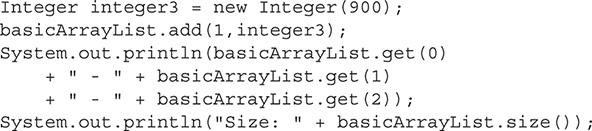 Integer integer3 = new Integer(900);
basicArrayList.add(1,integer3);
System.out.println(basicArrayList.get(0)
    + " - " + basicArrayList.get(1)
    + " - " + basicArrayList.get(2));
System.out.println("Size: " + basicArrayList.size());